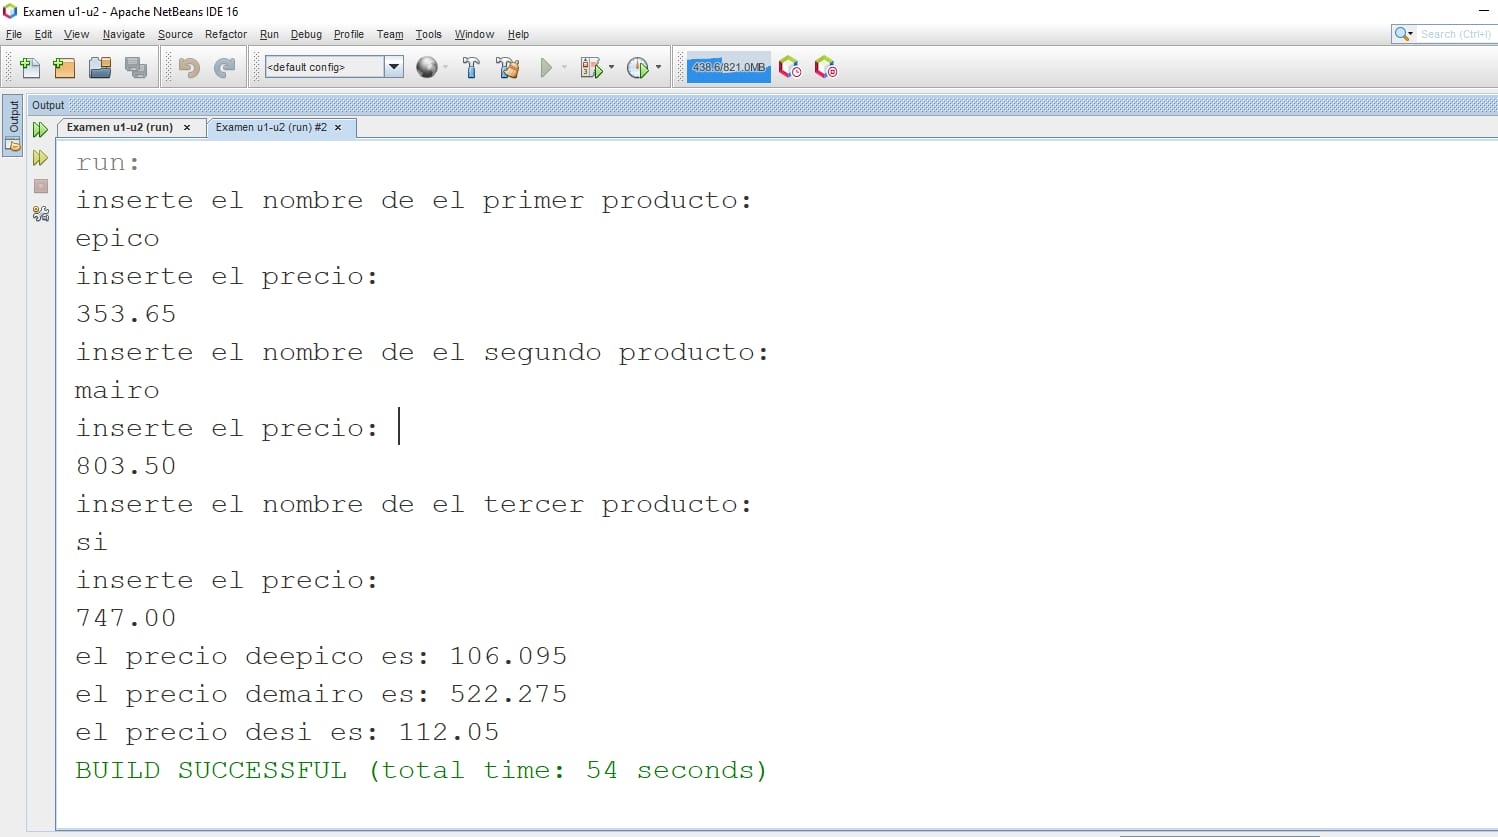 Examen u1-u2 - Apache NetBeans IDE 16
File Edit View Navigate Source Refactor Run Debug Profile Team Tools Window Help
Search (Ctrl+I)
<default config>
438.6/821.0MB
Output
Output
Examen u1-u2 (run) × Examen u1-u2 (run) #2 ×
run:
inserte el nombre de el primer producto:
epico
inserte el precio:
353.65
inserte el nombre de el segundo producto:
mairo
inserte el precio:
803.50
inserte el nombre de el tercer producto:
si
inserte el precio:
747.00
el precio deepico es: 106.095
el precio demairo es: 522.275
el precio desi es: 112.05
BUILD SUCCESSFUL (total time: 54 seconds)